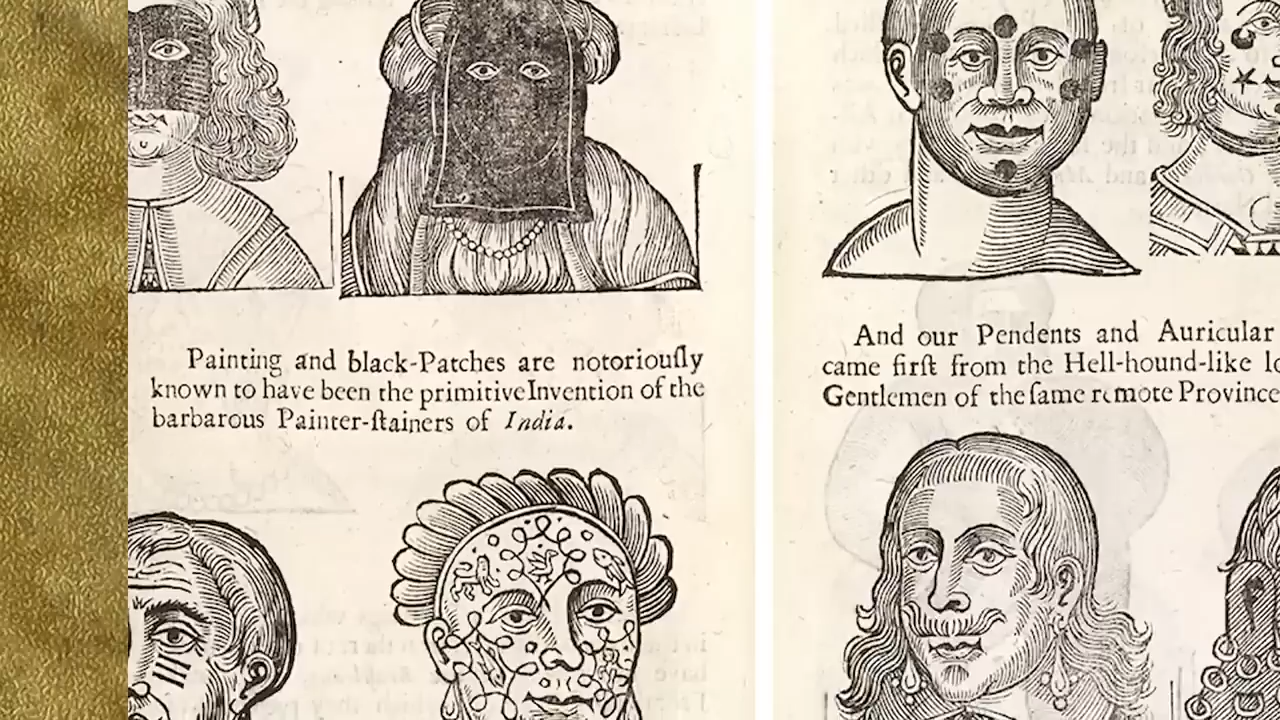 Painting and black-Patches are notoriouſly
known to have been the primitive Invention of the
barbarous Painter-ſtainers of India.
And our Pendents and Auricular
came firſt from the Hell-hound-like
Gentlemen of the ſame remote Province